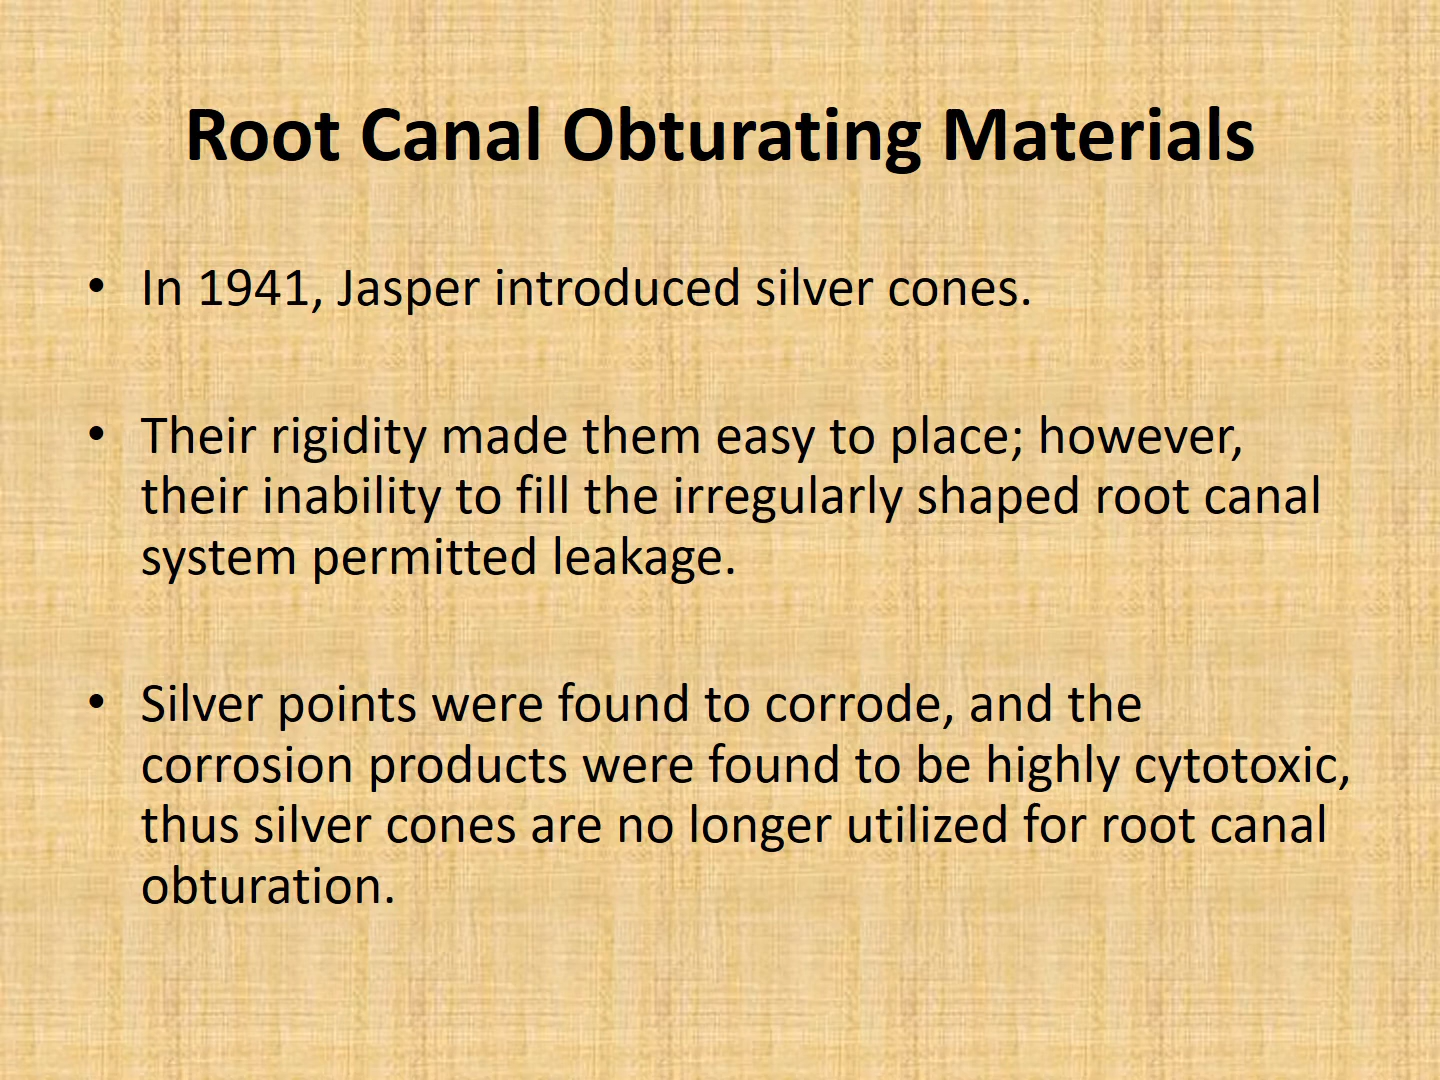 Root Canal Obturating Materials
• In 1941, Jasper introduced silver cones.
• Their rigidity made them easy to place; however,
their inability to fill the irregularly shaped root canal
system permitted leakage.
• Silver points were found to corrode, and the
corrosion products were found to be highly cytotoxic,
thus silver cones are no longer utilized for root canal
obturation.